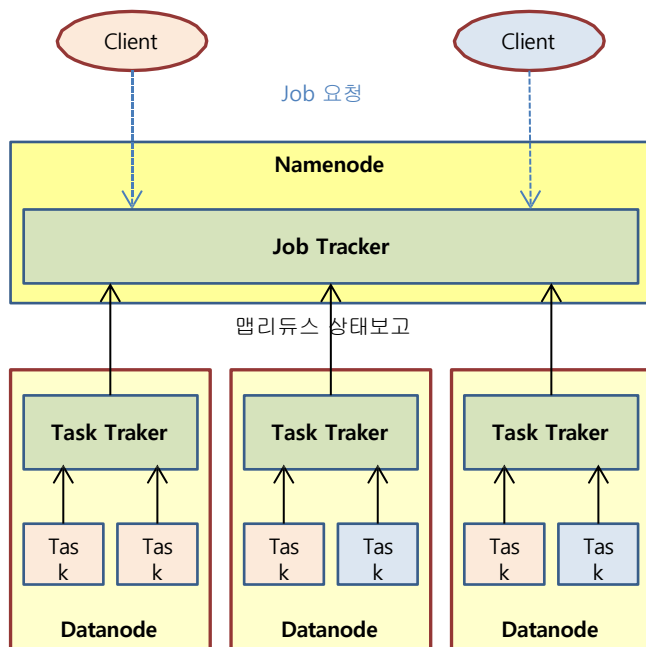 Client
Client
Job 요청
Namenode
Job Tracker
맵리듀스 상태보고
Task Traker
Task Traker
Task Traker
Tas
k
Tas
k
Tas
k
Tas
k
Tas
k
Tas
k
Datanode
Datanode
Datanode